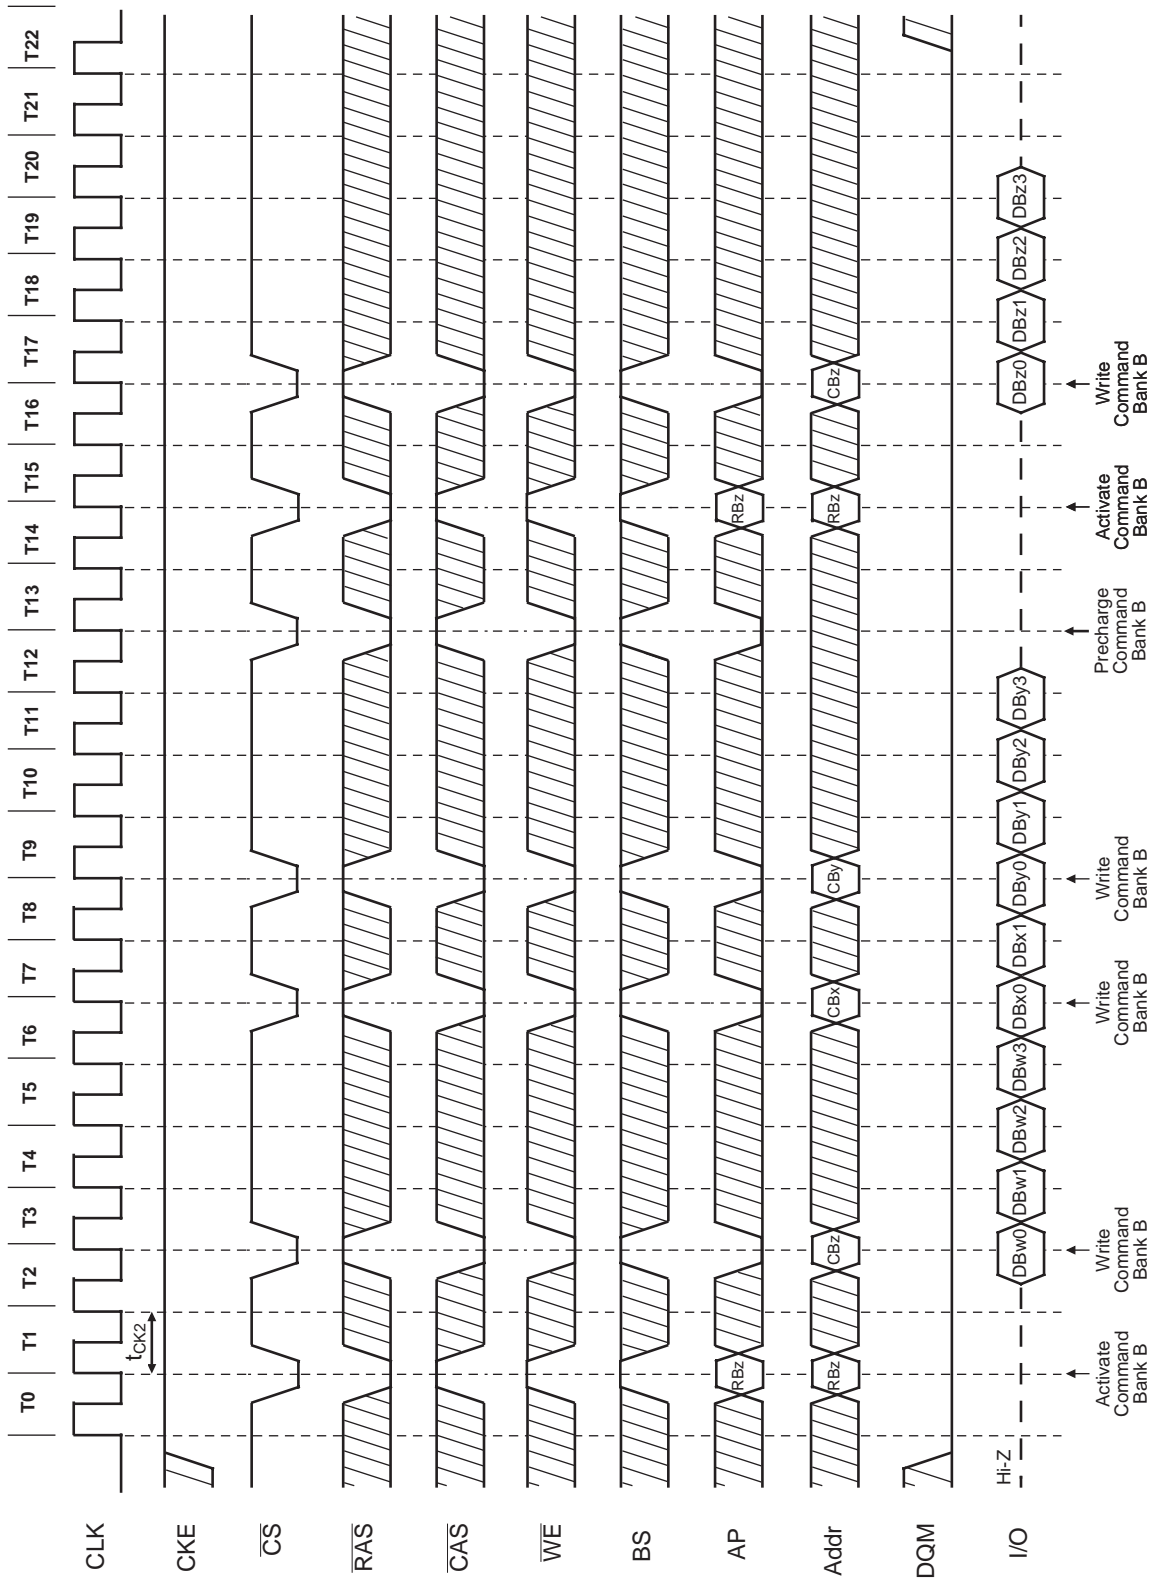 T0 T1 T2 T3 T4 T5 T6 T7 T8 T9 T10 T11 T12 T13 T14 T15 T16 T17 T18 T19 T20 T21 T22
CLK
tCK2
CKE
CS
RAS
CAS
WE
BS
AP
RBz RBz
Addr
RBz CBz CBx CBy RBz CBz
DQM
Hi-Z
I/O
DBw0 DBw1 DBw2 DBw3 DBx0 DBx1 DBy0 DBy1 DBy2 DBy3 DBz0 DBz1 DBz2 DBz3
Activate
Command
Bank B
Write
Command
Bank B
Write
Command
Bank B
Write
Command
Bank B
Precharge
Command
Bank B
Activate
Command
Bank B
Write
Command
Bank B